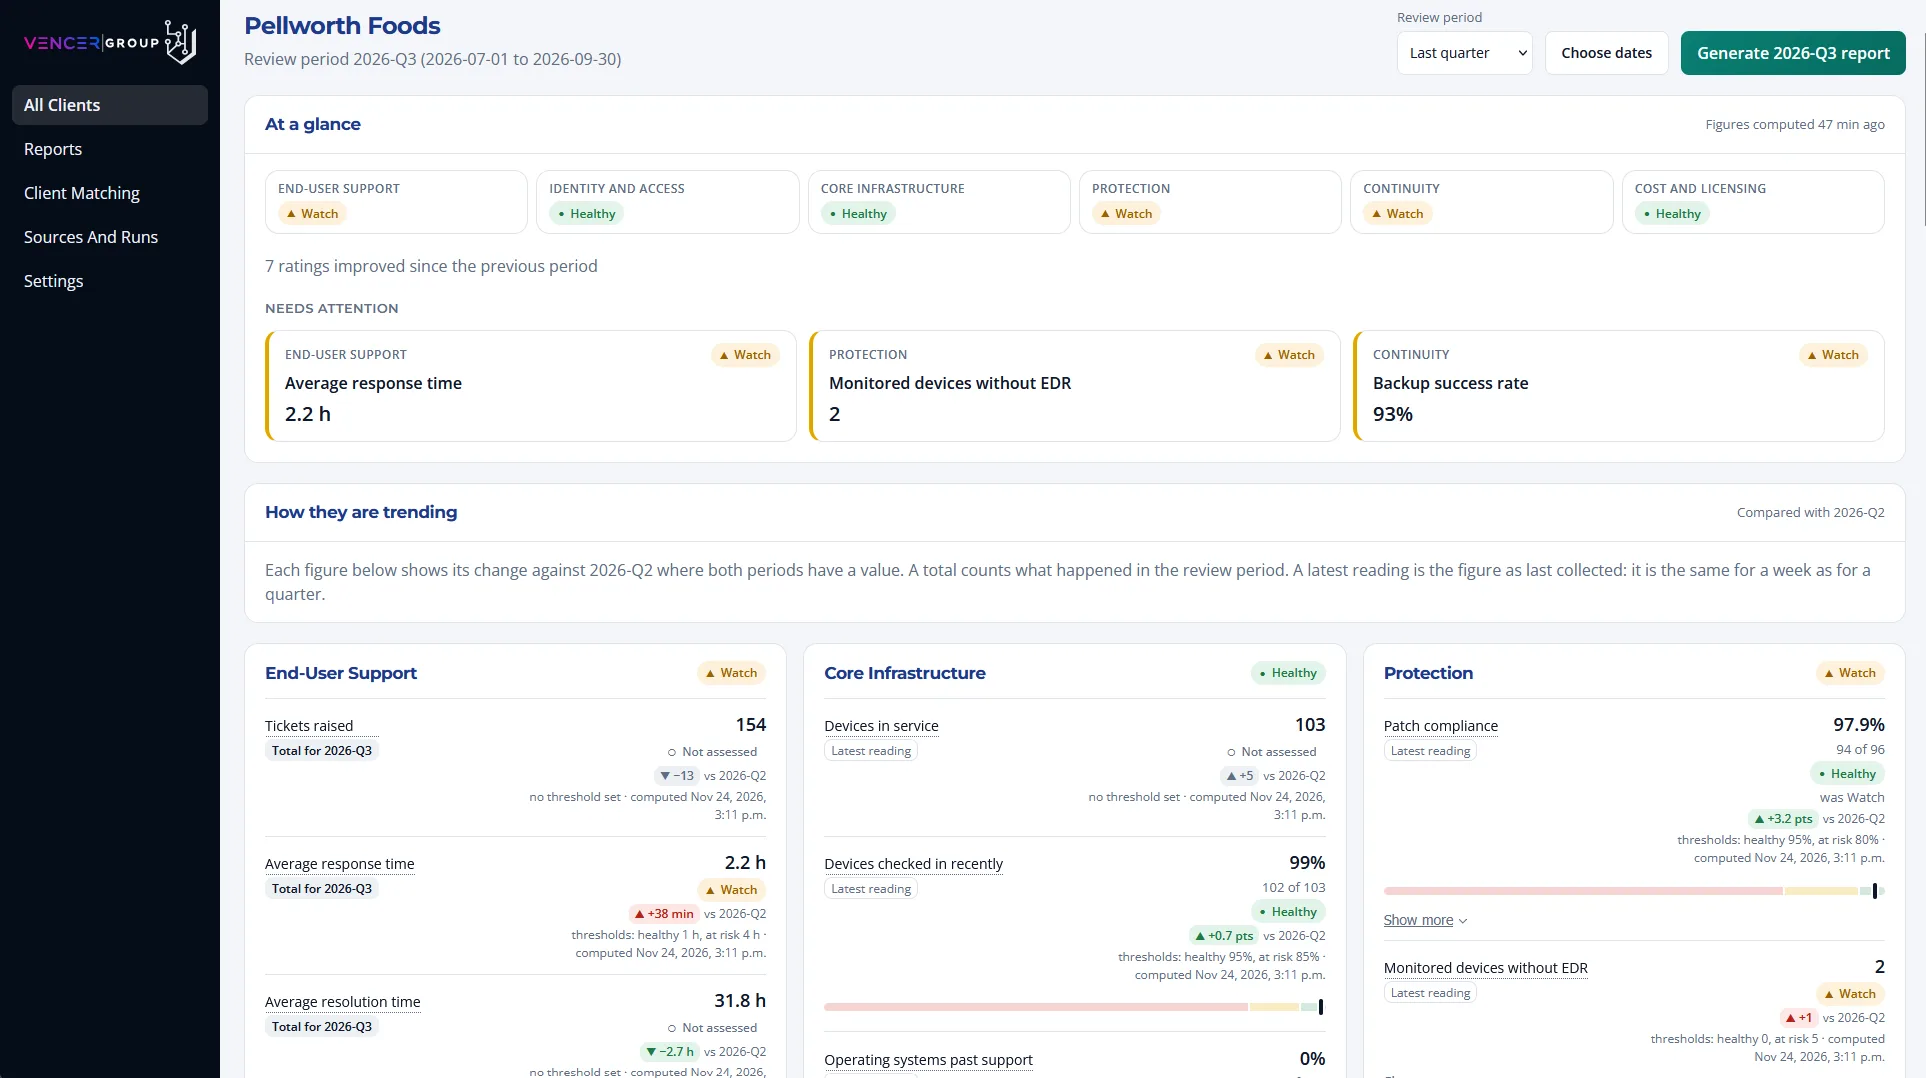 VENCER|GROUP
All Clients
Reports
Client Matching
Sources And Runs
Settings
Pellworth Foods
Review period 2026-Q3 (2026-07-01 to 2026-09-30)
Review period
Last quarter
Choose dates
Generate 2026-Q3 report
At a glance
Figures computed 47 min ago
END-USER SUPPORT
▲ Watch
IDENTITY AND ACCESS
• Healthy
CORE INFRASTRUCTURE
• Healthy
PROTECTION
▲ Watch
CONTINUITY
▲ Watch
COST AND LICENSING
• Healthy
7 ratings improved since the previous period
NEEDS ATTENTION
END-USER SUPPORT
▲ Watch
Average response time
2.2 h
PROTECTION
▲ Watch
Monitored devices without EDR
2
CONTINUITY
▲ Watch
Backup success rate
93%
How they are trending
Compared with 2026-Q2
Each figure below shows its change against 2026-Q2 where both periods have a value. A total counts what happened in the review period. A latest reading is the figure as last collected: it is the same for a week as for a
quarter.
End-User Support
▲ Watch
Tickets raised
154
Total for 2026-Q3
○ Not assessed
▼ −13 vs 2026-Q2
no threshold set · computed Nov 24, 2026,
3:11 p.m.
Average response time
2.2 h
Total for 2026-Q3
▲ Watch
▲ +38 min vs 2026-Q2
thresholds: healthy 1 h, at risk 4 h ·
computed Nov 24, 2026, 3:11 p.m.
Average resolution time
31.8 h
Total for 2026-Q3
○ Not assessed
▼ −2.7 h vs 2026-Q2
no threshold set · computed Nov 24, 2026,
Core Infrastructure
• Healthy
Devices in service
103
Latest reading
○ Not assessed
▲ +5 vs 2026-Q2
no threshold set · computed Nov 24, 2026,
3:11 p.m.
Devices checked in recently
99%
Latest reading
102 of 103
• Healthy
▲ +0.7 pts vs 2026-Q2
thresholds: healthy 95%, at risk 85% ·
computed Nov 24, 2026, 3:11 p.m.
Operating systems past support
0%
Protection
▲ Watch
Patch compliance
97.9%
Latest reading
94 of 96
• Healthy
was Watch
▲ +3.2 pts vs 2026-Q2
thresholds: healthy 95%, at risk 80% ·
computed Nov 24, 2026, 3:11 p.m.
Show more
Monitored devices without EDR
2
Latest reading
▲ Watch
▲ +1 vs 2026-Q2
thresholds: healthy 0, at risk 5 · computed
Nov 24, 2026, 3:11 p.m.